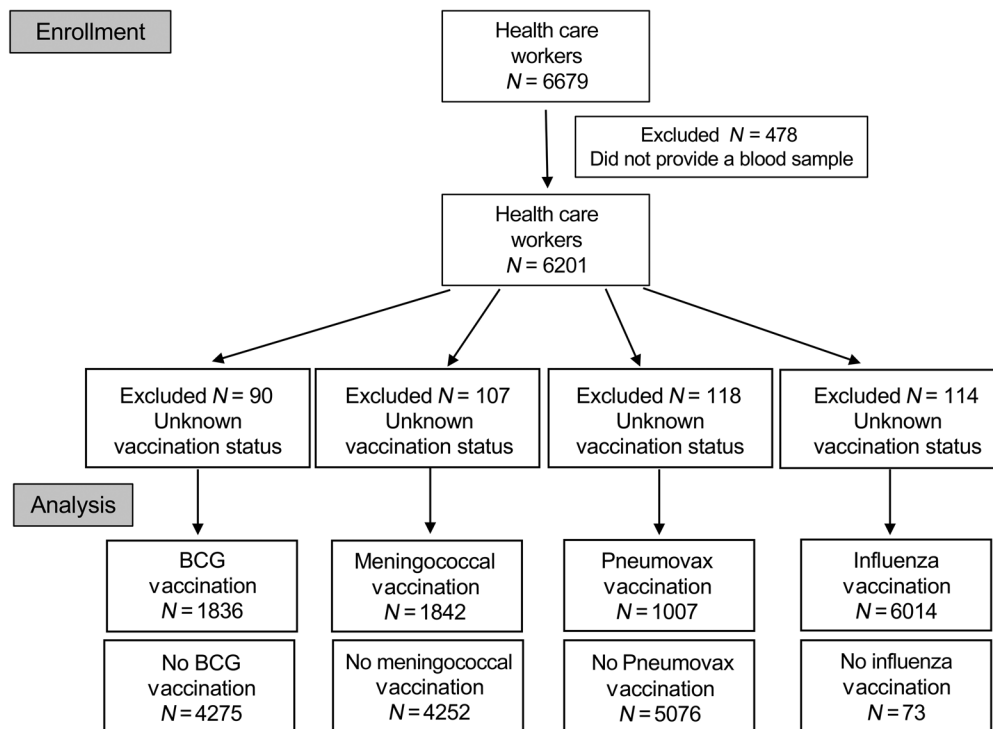 Enrollment
Health care
workers
N = 6679
Excluded N = 478
Did not provide a blood sample
Health care
workers
N = 6201
Excluded N = 90
Unknown
vaccination status
Excluded N = 107
Unknown
vaccination status
Excluded N = 118
Unknown
vaccination status
Excluded N = 114
Unknown
vaccination status
Analysis
BCG
vaccination
N = 1836
Meningococcal
vaccination
N = 1842
Pneumovax
vaccination
N = 1007
Influenza
vaccination
N = 6014
No BCG
vaccination
N = 4275
No meningococcal
vaccination
N = 4252
No Pneumovax
vaccination
N = 5076
No influenza
vaccination
N = 73